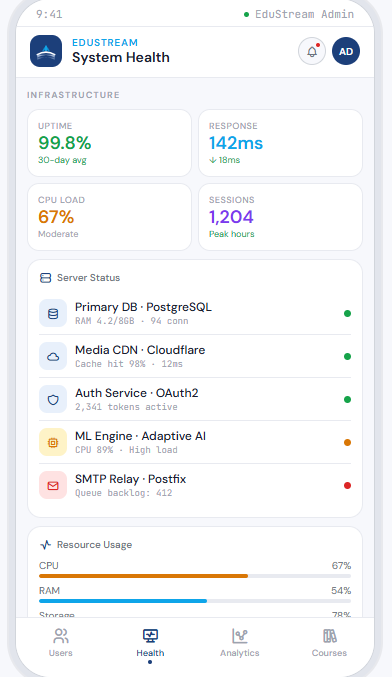 9:41
EduStream Admin
EDUSTREAM
System Health
AD
INFRASTRUCTURE
UPTIME
99.8%
30-day avg
RESPONSE
142ms
↓ 18ms
CPU LOAD
67%
Moderate
SESSIONS
1,204
Peak hours
Server Status
Primary DB · PostgreSQL
RAM 4.2/8GB · 94 conn
Media CDN · Cloudflare
Cache hit 98% · 12ms
Auth Service · OAuth2
2,341 tokens active
ML Engine · Adaptive AI
CPU 89% · High load
SMTP Relay · Postfix
Queue backlog: 412
Resource Usage
CPU 67%
RAM 54%
Storage 78%
Users
Health
Analytics
Courses